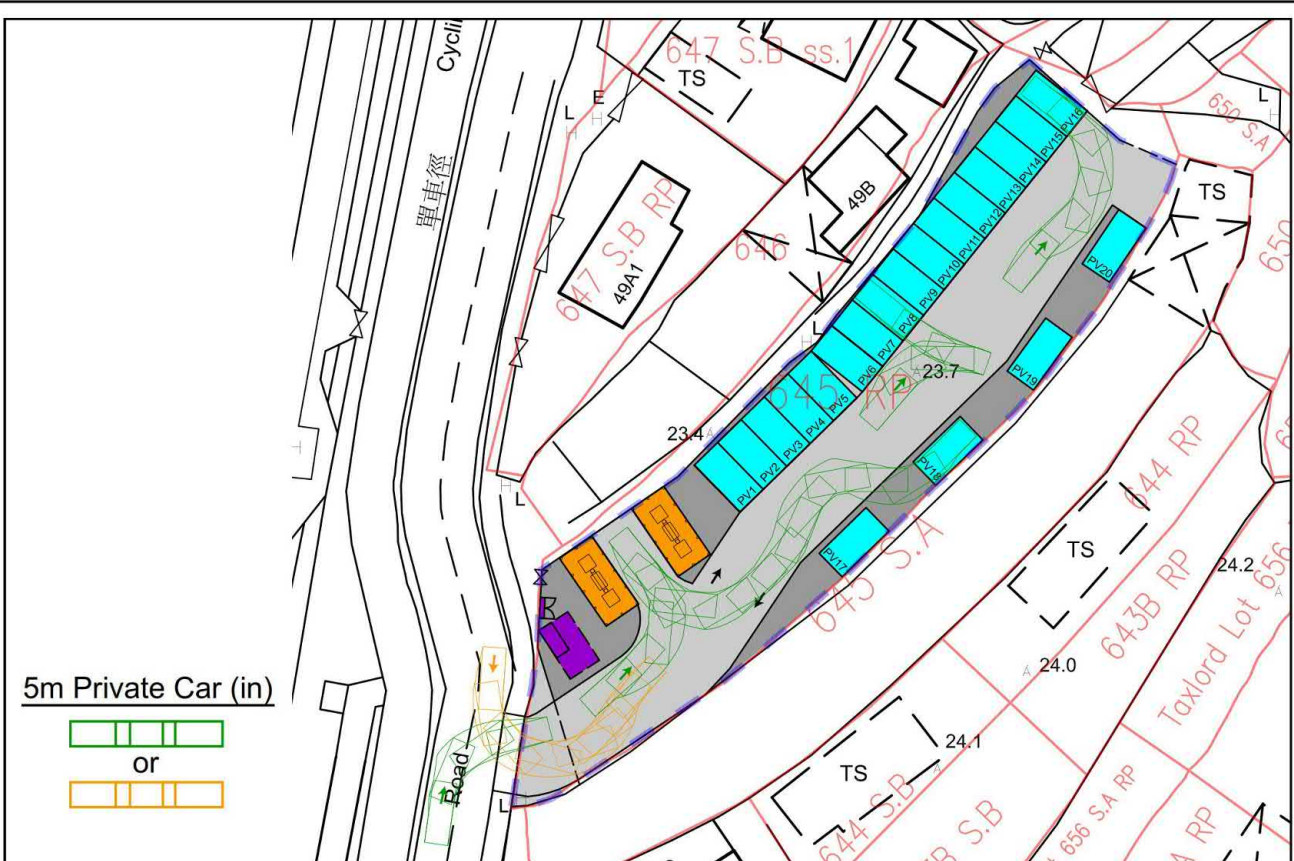 Cycli
單車徑
647 S.B ss.1
TS
L
E
H
H
L
H
650 S.A
TS
49B
647 S.B RP
49A1
646
L
H
PV16
PV15
PV14
PV13
PV12
PV11
PV10
PV9
PV8
PV7
PV6
PV5
PV4
PV3
PV2
PV1
PV20
PV19
PV18
PV17
23.7
645 RP
23.4
H
L
645 S.A
644 RP
TS
24.2
643B RP
24.0
Taxlord Lot 656
24.1
TS
644 S.B
S.B
656 S.A RP
RP
Road
L
5m Private Car (in)
or